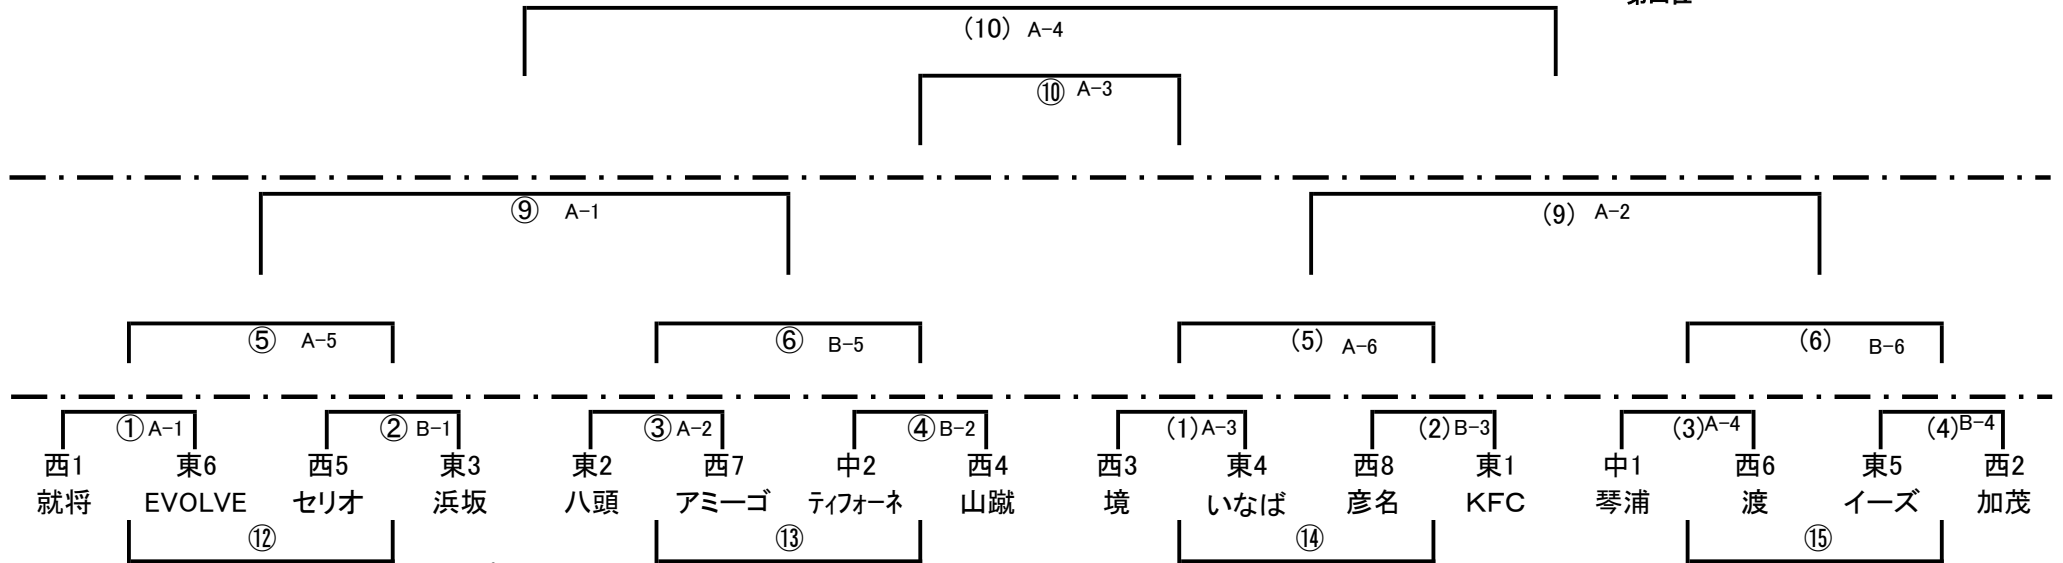 (10) A-4
⑩ A-3
⑨ A-1 (9) A-2
⑤ A-5 ⑥ B-5 (5) A-6 (6) B-6
①A-1 ② B-1 ③A-2 ④B-2 (1)A-3 (2)B-3 (3)A-4 (4)B-4
西1 東6 西5 東3 東2 西7 中2 西4 西3 東4 西8 東1 中1 西6 東5 西2
就将 EVOLVE セリオ 浜坂 八頭 アミーゴ ティフォーネ 山蹴 境 いなば 彦名 KFC 琴浦 渡 イーズ 加茂
⑫ ⑬ ⑭ ⑮